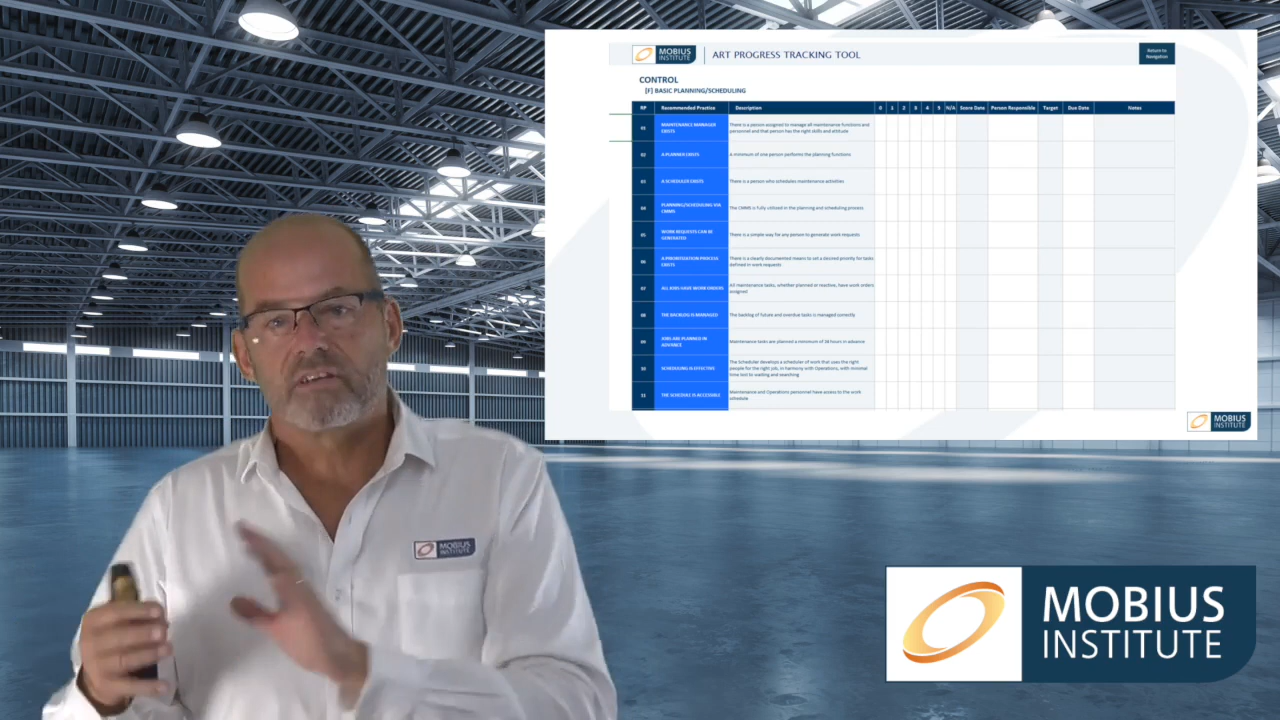 MOBIUS
INSTITUTE
ART PROGRESS TRACKING TOOL
Return to
Navigation
CONTROL
[F] BASIC PLANNING/SCHEDULING
RP Recommended Practice Description 0 1 2 3 4 5 N/A Score Date Person Responsible Target Due Date Notes
01 MAINTENANCE MANAGER EXISTS There is a person assigned to manage all maintenance functions and personnel and that person has the right skills and attitude
02 A PLANNER EXISTS A minimum of one person performs the planning functions
03 A SCHEDULER EXISTS There is a person who schedules maintenance activities
04 PLANNING/SCHEDULING VIA CMMS The CMMS is fully utilized in the planning and scheduling process
05 WORK REQUESTS CAN BE GENERATED There is a simple way for any person to generate work requests
06 A PRIORITIZATION PROCESS EXISTS There is a clearly documented means to set a desired priority for tasks defined in work requests
07 ALL JOBS HAVE WORK ORDERS All maintenance tasks, whether planned or reactive, have work orders assigned
08 THE BACKLOG IS MANAGED The backlog of future and overdue tasks is managed correctly
09 JOBS ARE PLANNED IN ADVANCE Maintenance tasks are planned a minimum of hours in advance
10 SCHEDULING IS EFFECTIVE The Scheduler develops a scheduler of work that uses the right people for the right job, in harmony with Operations, with minimal time lost to waiting and searching
11 THE SCHEDULE IS ACCESSIBLE Maintenance and Operations personnel have access to the work schedule
MOBIUS
INSTITUTE
MOBIUS
INSTITUTE
MOBIUS
INSTITUTE